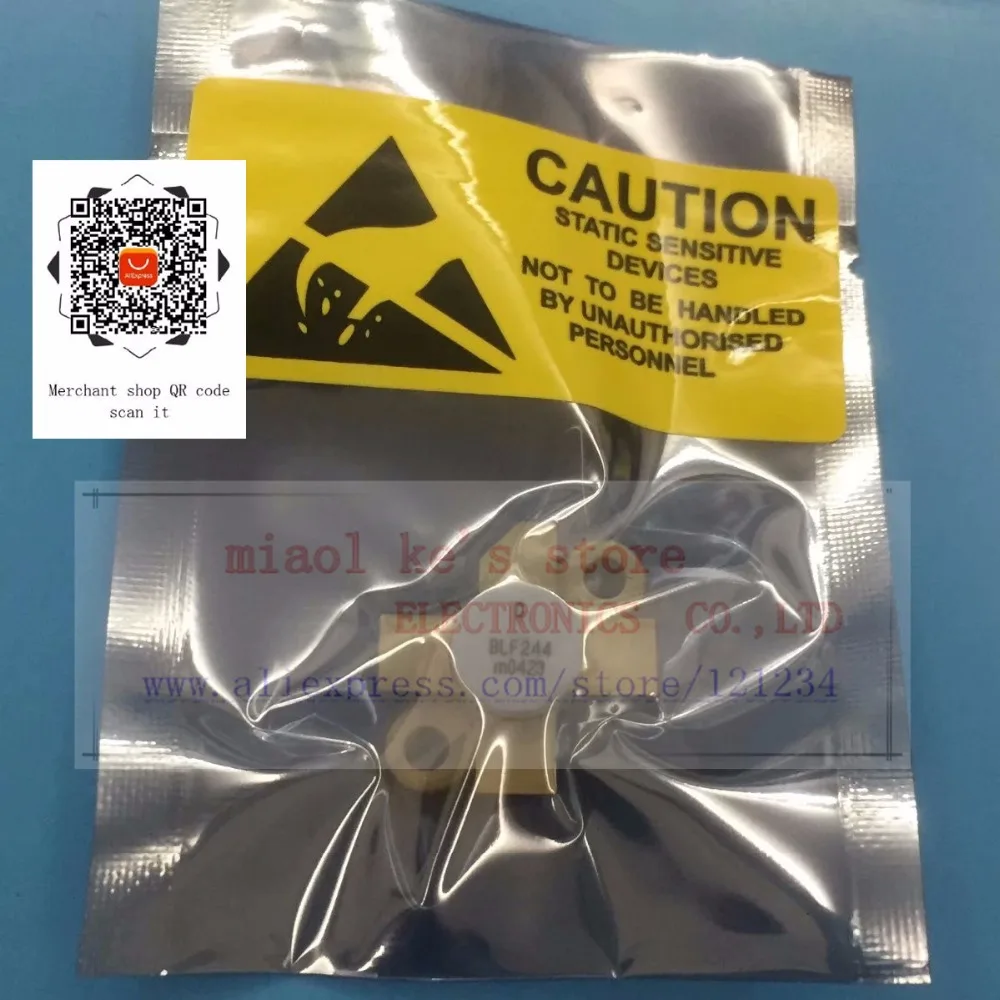 CAUTION
STATIC SENSITIVE
DEVICES
NOT TO BE HANDLED
BY UNAUTHORISED
PERSONNEL
AliExpress
Merchant shop QR code
scan it
miaol ke's store
ELECTRONICS CO.,LTD
R
BLF244
m0429
www.aliexpress.com/store/121234